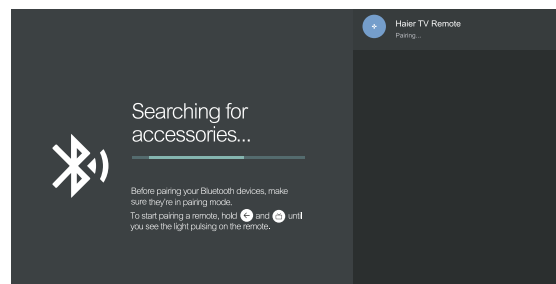 Searching for
accessories...
Before pairing your Bluetooth devices, make
sure they're in pairing mode.
To start pairing a remote, hold and until
you see the light pulsing on the remote.
Haier TV Remote
Pairing...